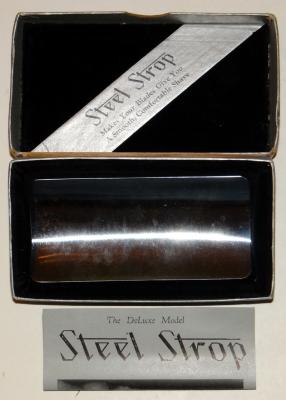 Steel Strop
Makes Your Blades Give You
A Smooth, Comfortable Shave
The DeLuxe Model
Steel Strop